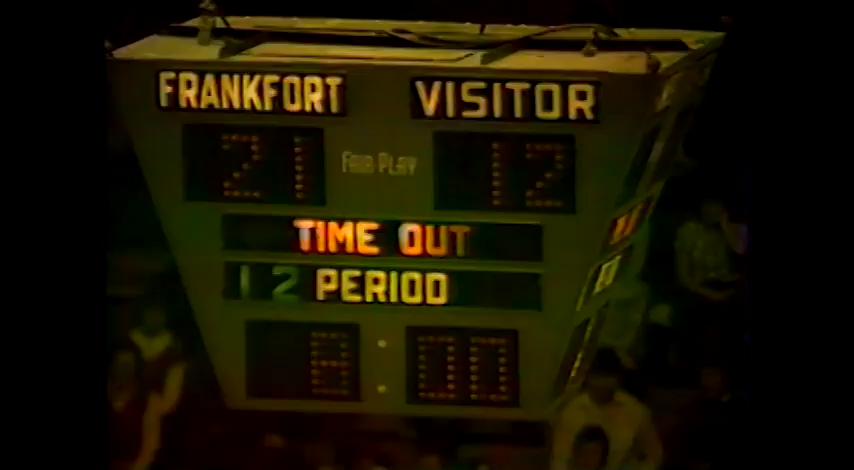 FRANKFORT VISITOR
21 FAIR PLAY 12
TIME OUT
1 2 PERIOD
8:00